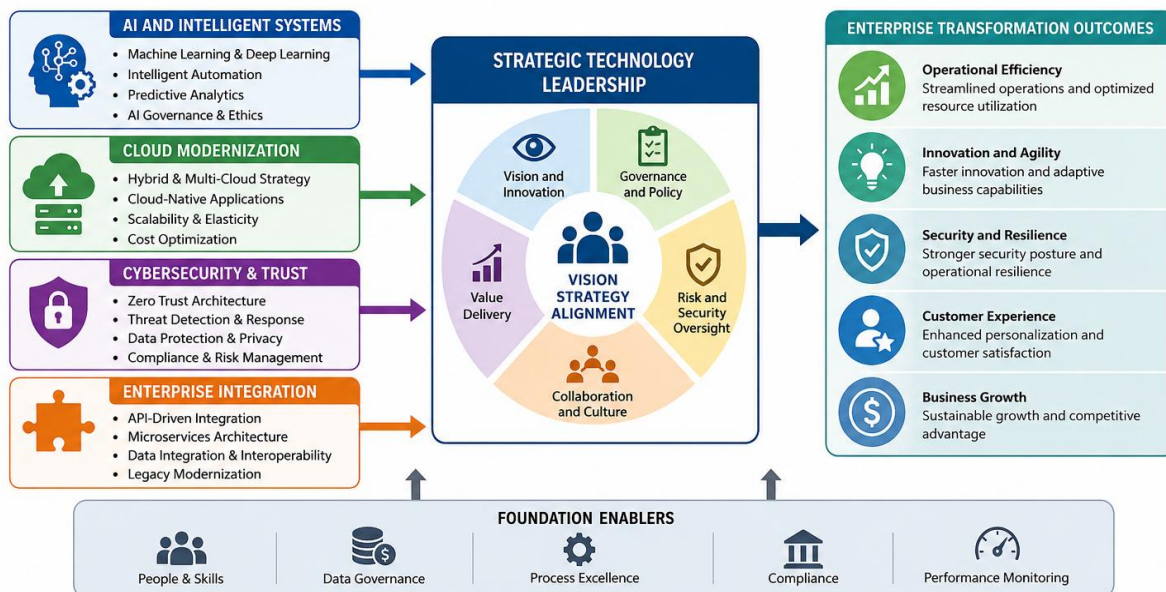 AI AND INTELLIGENT SYSTEMS
• Machine Learning & Deep Learning
• Intelligent Automation
• Predictive Analytics
• AI Governance & Ethics
CLOUD MODERNIZATION
• Hybrid & Multi-Cloud Strategy
• Cloud-Native Applications
• Scalability & Elasticity
• Cost Optimization
CYBERSECURITY & TRUST
• Zero Trust Architecture
• Threat Detection & Response
• Data Protection & Privacy
• Compliance & Risk Management
ENTERPRISE INTEGRATION
• API-Driven Integration
• Microservices Architecture
• Data Integration & Interoperability
• Legacy Modernization
STRATEGIC TECHNOLOGY
LEADERSHIP
Vision and
Innovation
Governance
and Policy
Value
Delivery
VISION
STRATEGY
ALIGNMENT
Risk and
Security
Oversight
Collaboration
and Culture
ENTERPRISE TRANSFORMATION OUTCOMES
Operational Efficiency
Streamlined operations and optimized
resource utilization
Innovation and Agility
Faster innovation and adaptive
business capabilities
Security and Resilience
Stronger security posture and
operational resilience
Customer Experience
Enhanced personalization and
customer satisfaction
$
Business Growth
Sustainable growth and competitive
advantage
FOUNDATION ENABLERS
People & Skills
$
Data Governance
Process Excellence
Compliance
Performance Monitoring